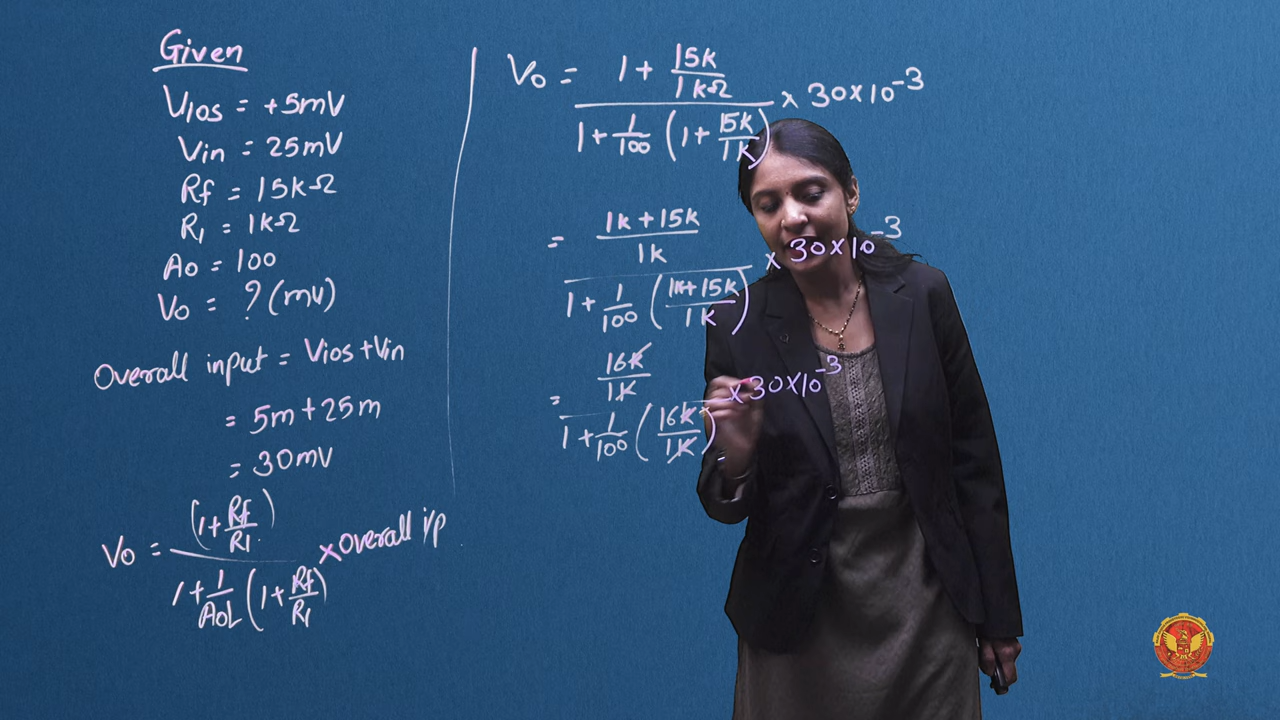 Given
Vios = +5mV
Vin = 25mV
Rf = 15kΩ
R1 = 1kΩ
Ao = 100
Vo = ? (mv)
Overall input = Vios + Vin
= 5m + 25m
= 30mV
Vo = (1 + Rf/R1) / 1 + 1/AoL (1 + Rf/R1) × Overall i/p
Vo = 1 + 15k/1kΩ / 1 + 1/100 (1 + 15k/1k) × 30×10⁻³
= 1k + 15k/1k / 1 + 1/100 (1k + 15k/1k) × 30×10⁻³
= 16k/1k / 1 + 1/100 (16k/1k) × 30×10⁻³